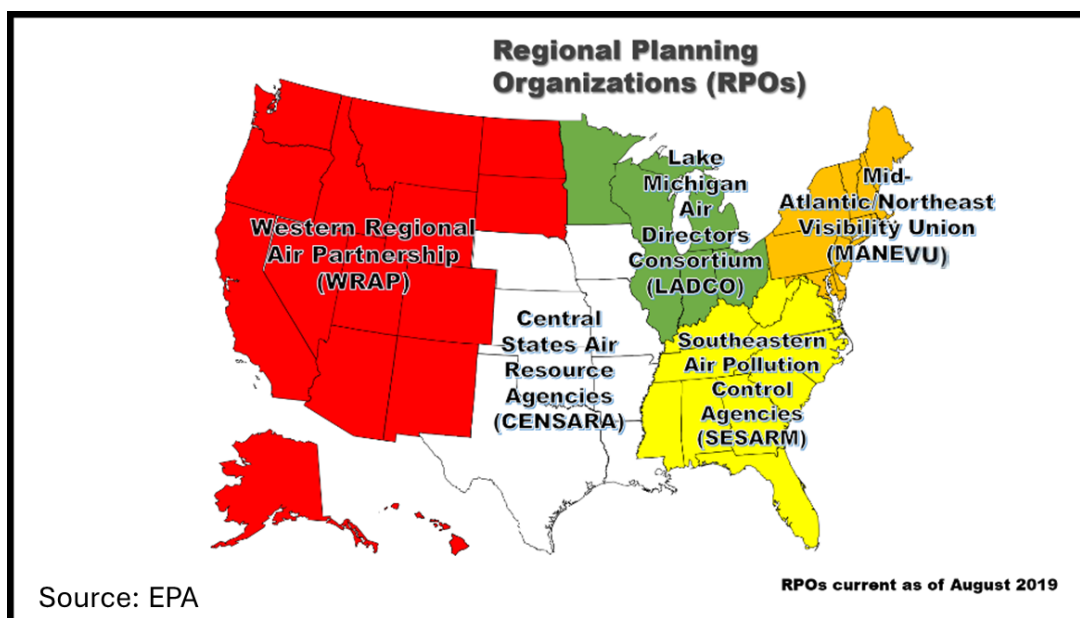 Regional Planning
Organizations (RPOs)
Western Regional
Air Partnership
(WRAP)
Lake
Michigan
Air
Directors
Consortium
(LADCO)
Mid-
Atlantic/Northeast
Visibility Union
(MANEVU)
Central
States Air
Resource
Agencies
(CENSARA)
Southeastern
Air Pollution
Control
Agencies
(SESARM)
RPOs current as of August 2019
Source: EPA